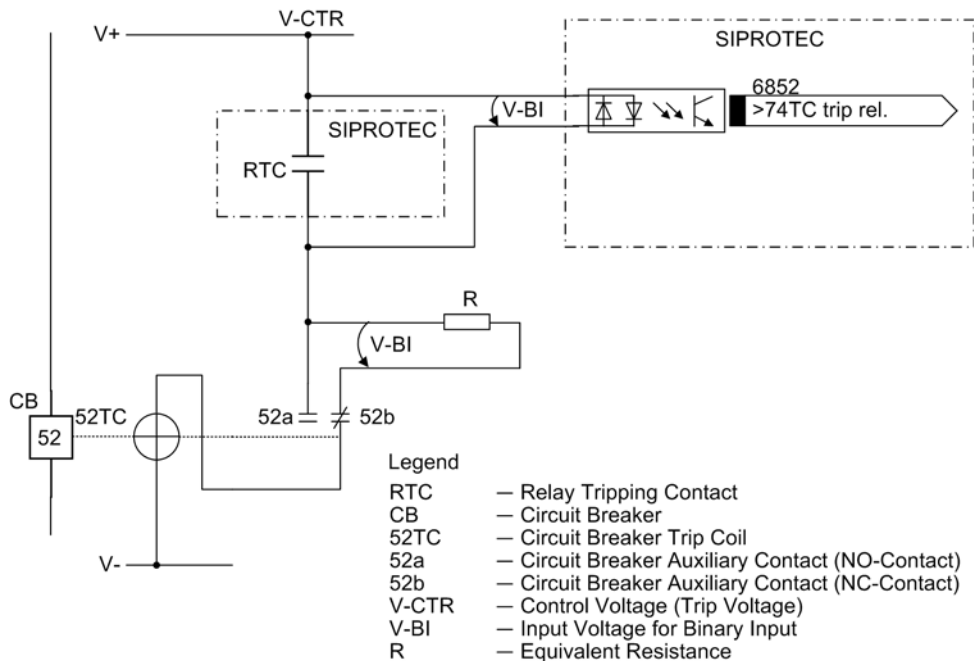 V-CTR
V+
SIPROTEC
6852
>74TC trip rel.
V-BI
SIPROTEC
RTC
R
V-BI
CB
52TC
52a
52b
52
V-
Legend
RTC — Relay Tripping Contact
CB — Circuit Breaker
52TC — Circuit Breaker Trip Coil
52a — Circuit Breaker Auxiliary Contact (NO-Contact)
52b — Circuit Breaker Auxiliary Contact (NC-Contact)
V-CTR — Control Voltage (Trip Voltage)
V-BI — Input Voltage for Binary Input
R — Equivalent Resistance